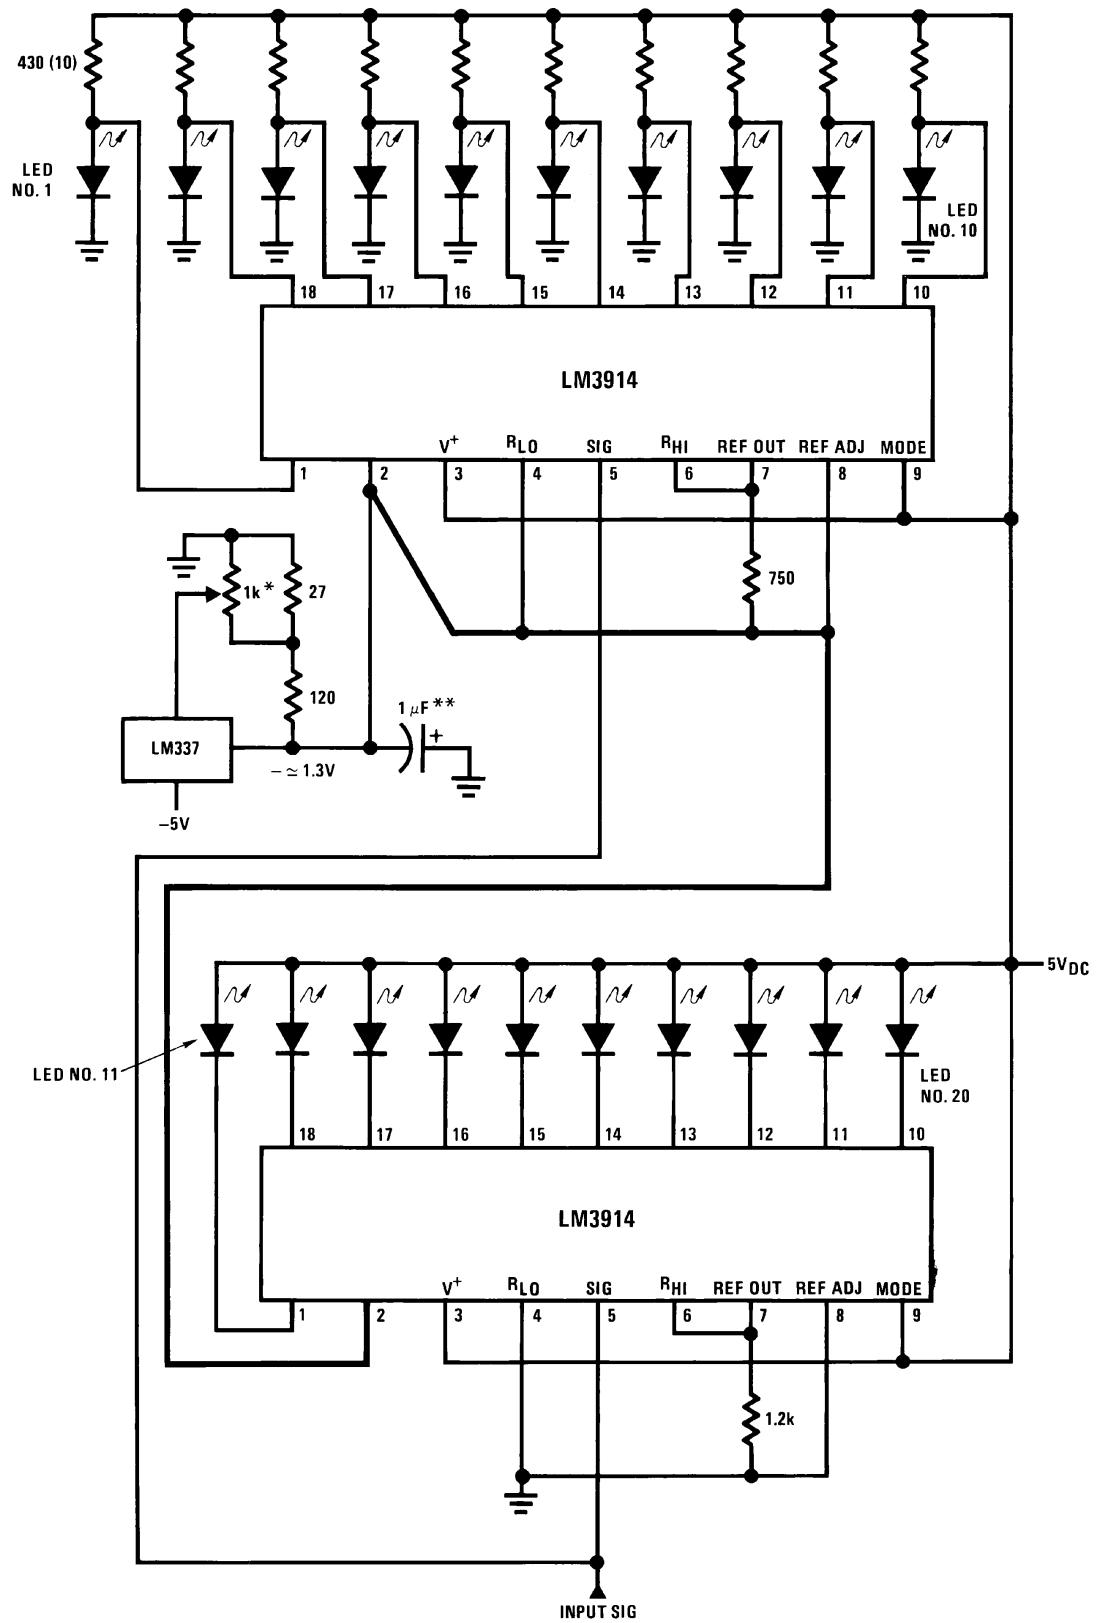 430 (10)
LED
NO. 1
LED
NO. 10
18 17 16 15 14 13 12 11 10
LM3914
V+ RLO SIG RHI REF OUT REF ADJ MODE
1 2 3 4 5 6 7 8 9
1k* 27
750
120
1 μF**
+
LM337
– ≃ 1.3V
–5V
5VDC
LED NO. 11
LED
NO. 20
18 17 16 15 14 13 12 11 10
LM3914
V+ RLO SIG RHI REF OUT REF ADJ MODE
1 2 3 4 5 6 7 8 9
1.2k
INPUT SIG